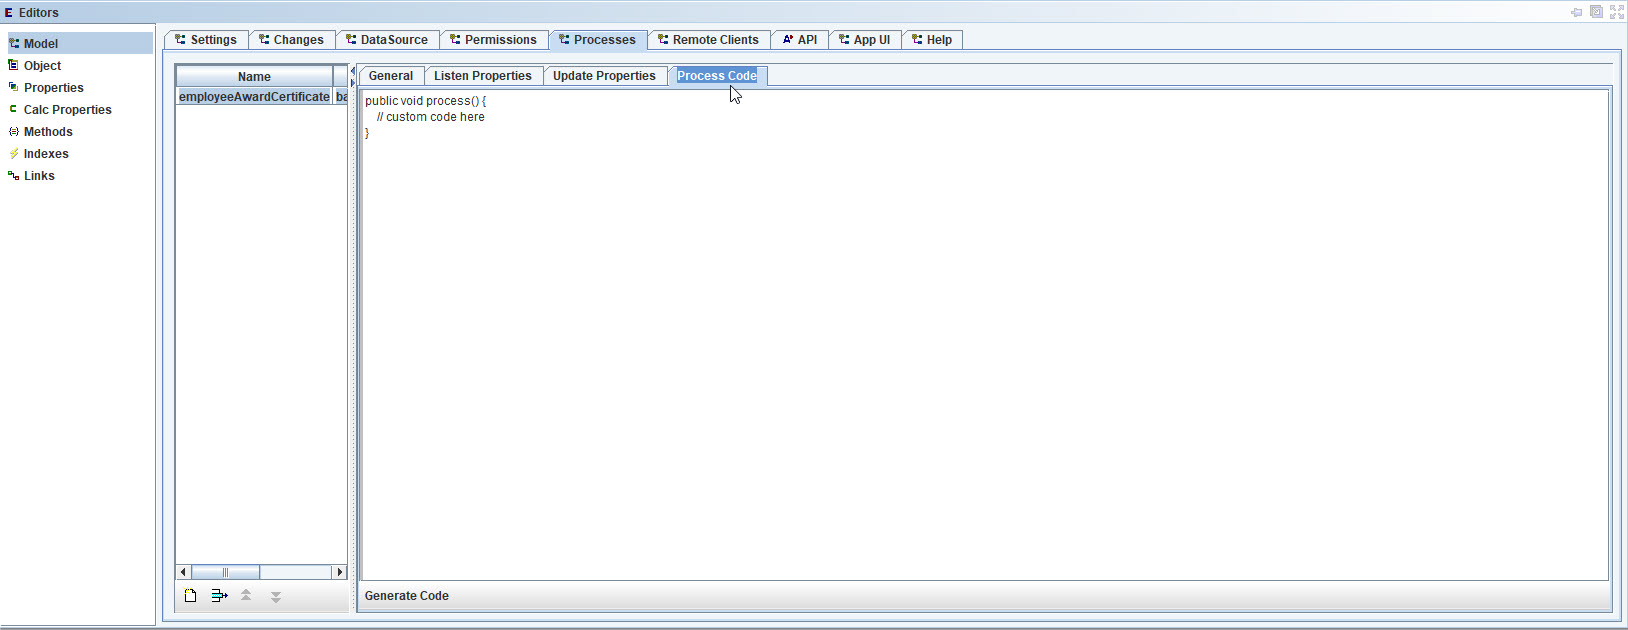 Editors
Model
Object
Properties
Calc Properties
Methods
Indexes
Links
Settings Changes DataSource Permissions Processes Remote Clients API App UI Help
Name
employeeAwardCertificate ba
General Listen Properties Update Properties Process Code
public void process() {
// custom code here
}
Generate Code